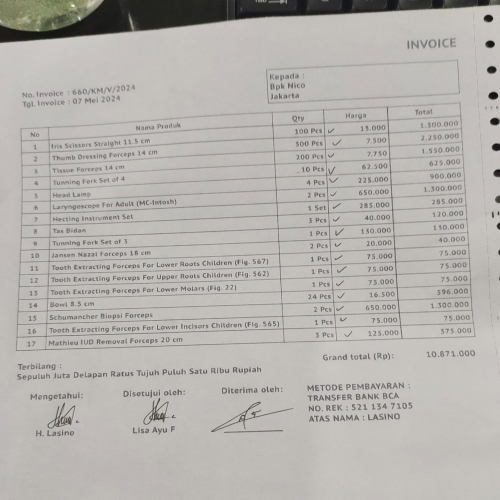 INVOICE
No. Invoice : 660/KM/V/2024
Tgl. Invoice : 07 Mei 2024
Kepada :
Bpk Nico
Jakarta
No Nama Produk Qty Harga Total
1 Iris Scissors Straight 11.5 cm 100 Pcs 13.000 1.300.000
2 Thumb Dressing Forceps 14 cm 300 Pcs 7.500 2.250.000
3 Tissue Forceps 14 cm 200 Pcs 7.750 1.550.000
4 Tunning Fork Set of 4 10 Pcs 62.500 625.000
5 Head Lamp 4 Pcs 225.000 900.000
6 Laryngoscope For Adult (MC-Intosh) 2 Pcs 650.000 1.300.000
7 Hecting Instrument Set 1 Set 285.000 285.000
8 Tas Bidan 3 Pcs 40.000 120.000
9 Tunning Fork Set of 3 1 Pcs 130.000 130.000
10 Jansen Nazal Forceps 18 cm 2 Pcs 20.000 40.000
11 Tooth Extracting Forceps For Lower Roots Children (Fig. 567) 1 Pcs 75.000 75.000
12 Tooth Extracting Forceps For Upper Roots Children (Fig. 562) 1 Pcs 75.000 75.000
13 Tooth Extracting Forceps For Lower Molars (Fig. 22) 1 Pcs 75.000 75.000
14 Bowl 8.5 cm 24 Pcs 16.500 396.000
15 Schumancher Biopsi Forceps 2 Pcs 650.000 1.300.000
16 Tooth Extracting Forceps For Lower Incisors Children (Fig. 565) 1 Pcs 75.000 75.000
17 Mathieu IUD Removal Forceps 20 cm 3 Pcs 125.000 375.000
Grand total (Rp): 10.871.000
Terbilang :
Sepuluh Juta Delapan Ratus Tujuh Puluh Satu Ribu Rupiah
Mengetahui: Disetujui oleh: Diterima oleh:
H. Lasino Lisa Ayu F
METODE PEMBAYARAN :
TRANSFER BANK BCA
NO. REK : 521 134 7105
ATAS NAMA : LASINO